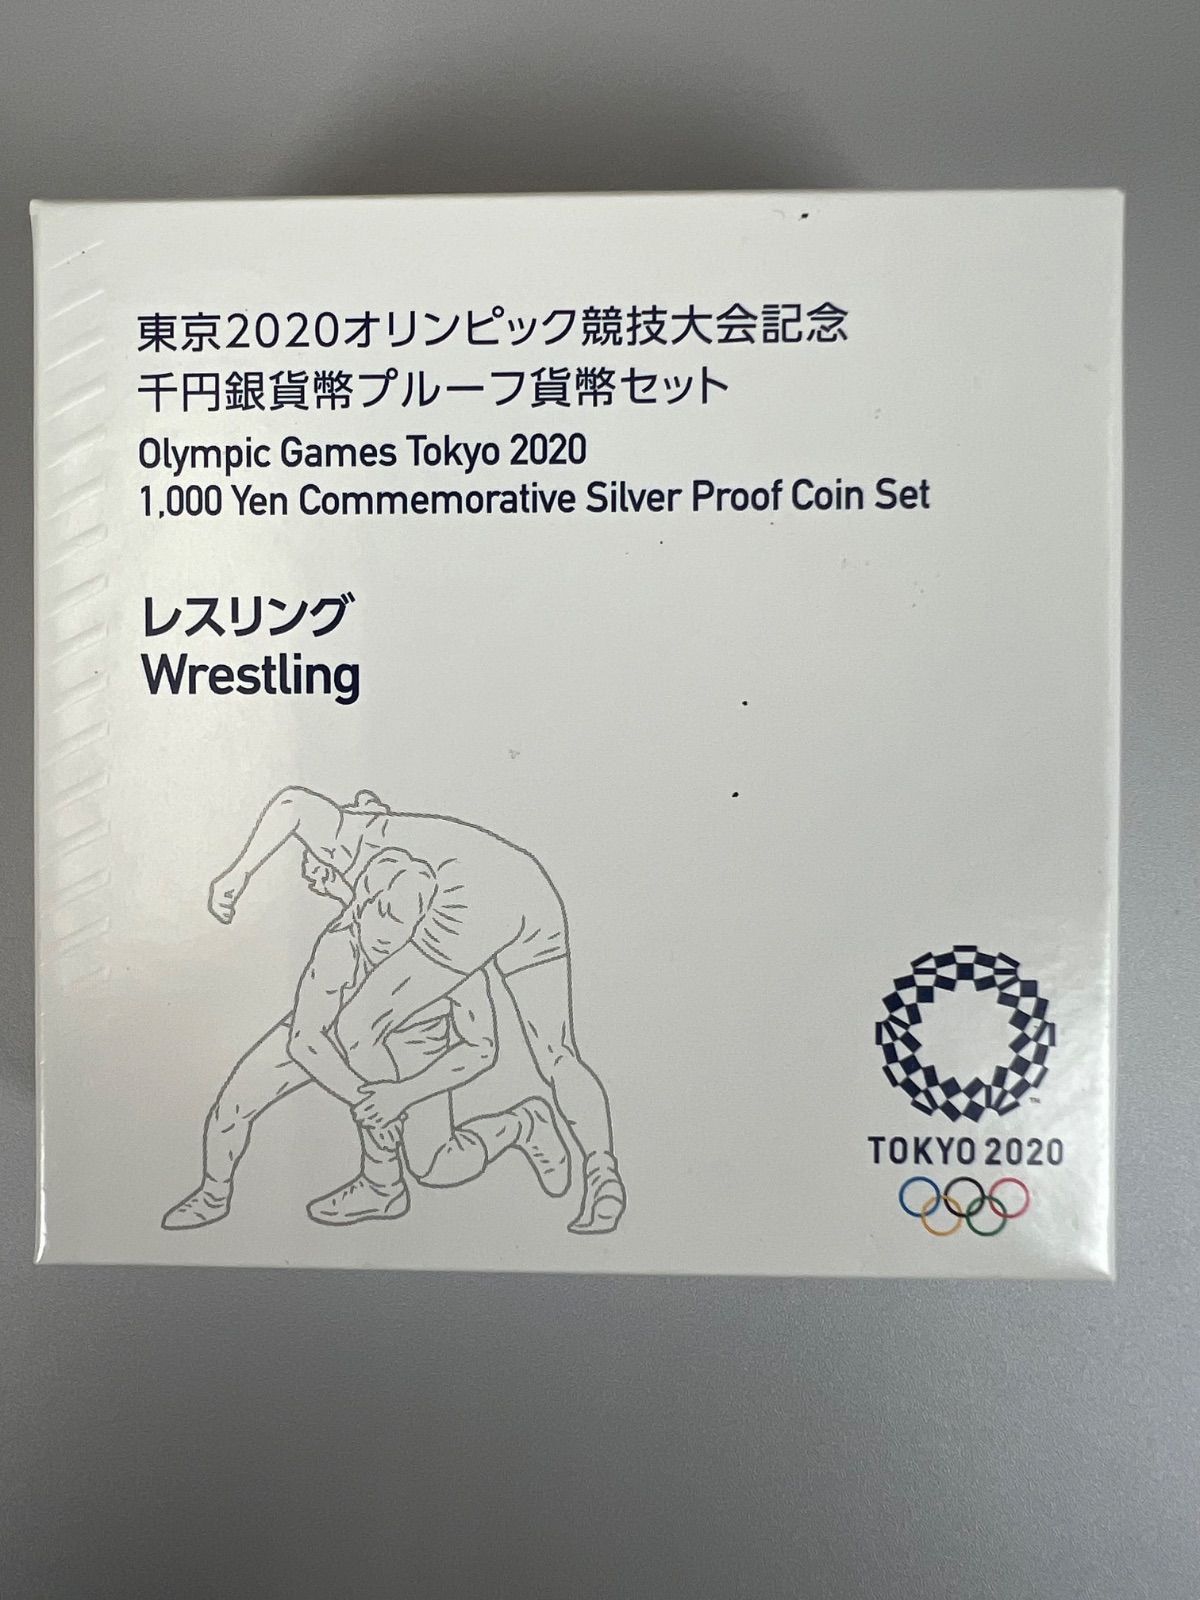 東京2020オリンピック競技大会記念
千円銀貨幣プルーフ貨幣セット
Olympic Games Tokyo 2020
1,000 Yen Commemorative Silver Proof Coin Set
レスリング
Wrestling
TM
TOKYO 2020